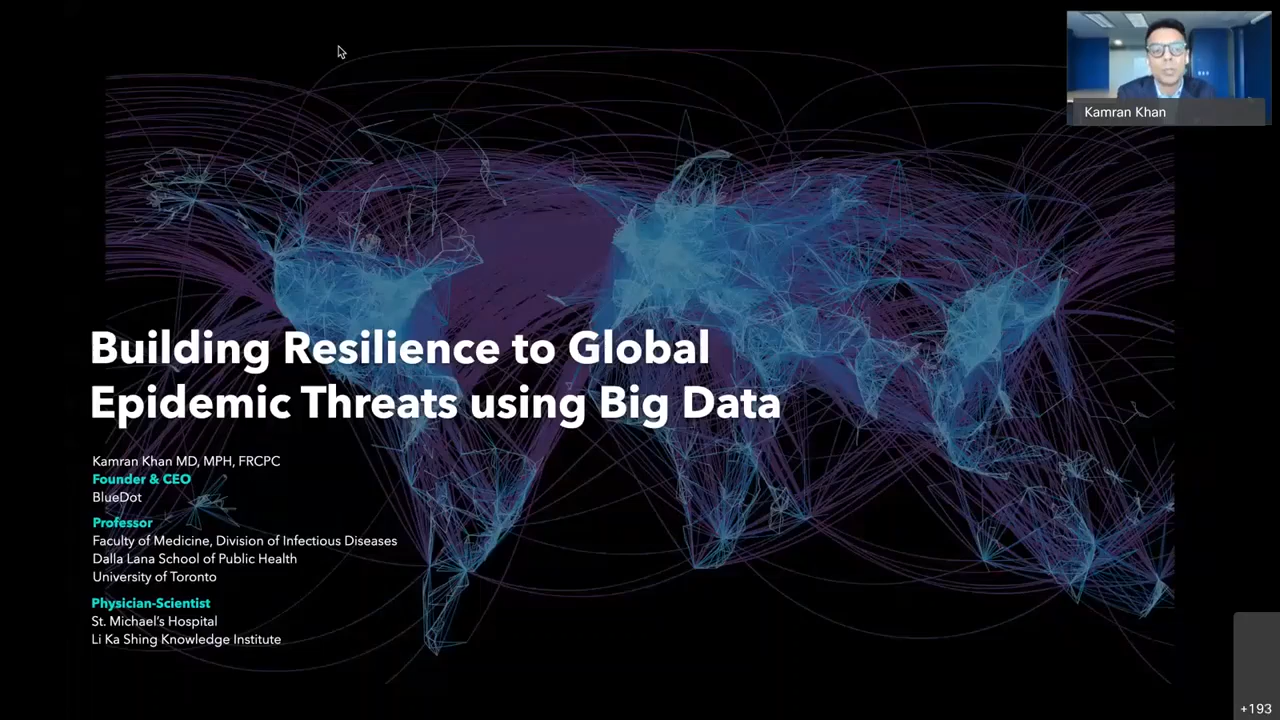 Kamran Khan
Building Resilience to Global
Epidemic Threats using Big Data
Kamran Khan MD, MPH, FRCPC
Founder & CEO
BlueDot
Professor
Faculty of Medicine, Division of Infectious Diseases
Dalla Lana School of Public Health
University of Toronto
Physician-Scientist
St. Michael's Hospital
Li Ka Shing Knowledge Institute
+193